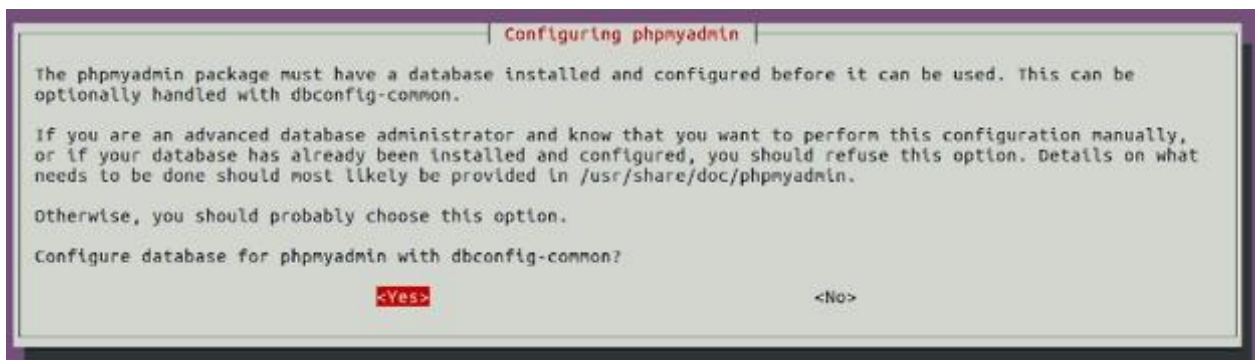 Configuring phpmyadmin
The phpmyadmin package must have a database installed and configured before it can be used. This can be
optionally handled with dbconfig-common.
If you are an advanced database administrator and know that you want to perform this configuration manually,
or if your database has already been installed and configured, you should refuse this option. Details on what
needs to be done should most likely be provided in /usr/share/doc/phpmyadmin.
Otherwise, you should probably choose this option.
Configure database for phpmyadmin with dbconfig-common?
<Yes> <No>